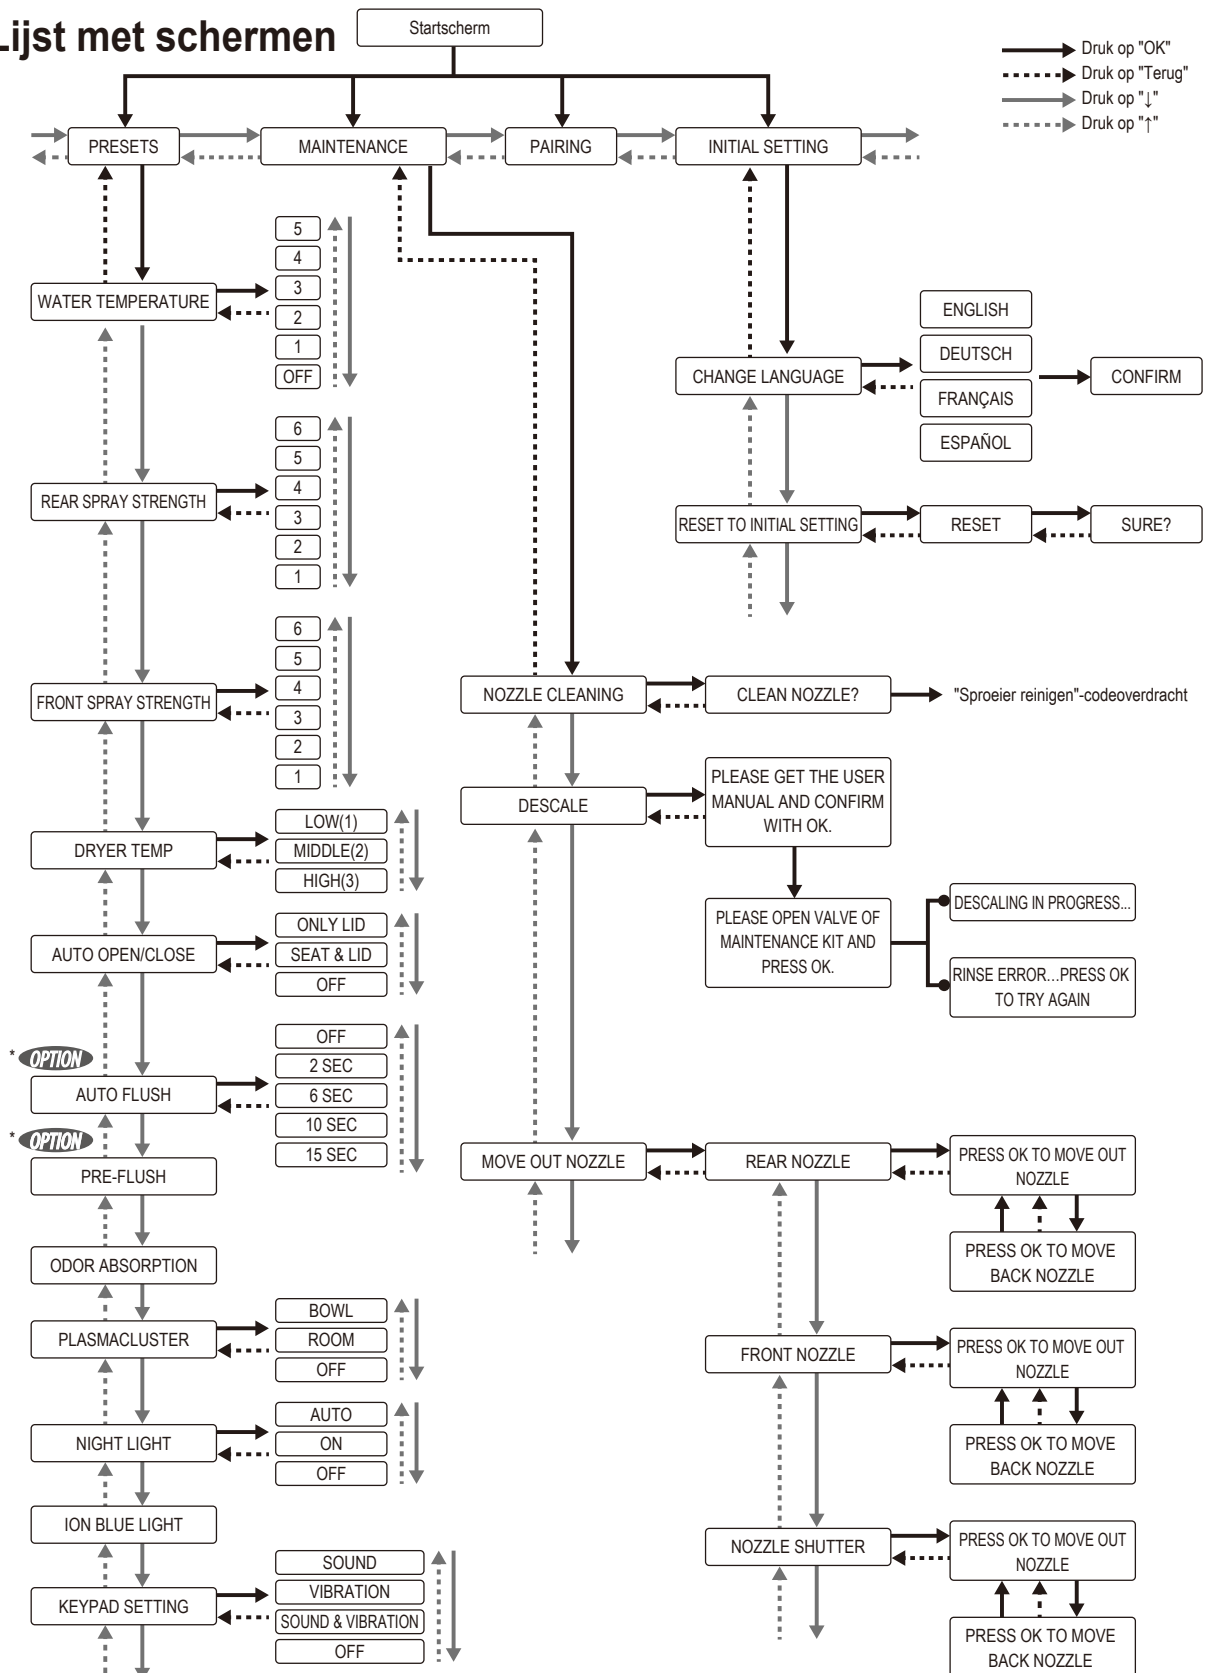 Lijst met schermen
Startscherm
Druk op "OK"
Druk op "Terug"
Druk op "↓"
Druk op "↑"
PRESETS
MAINTENANCE
PAIRING
INITIAL SETTING
WATER TEMPERATURE
5
4
3
2
1
OFF
REAR SPRAY STRENGTH
6
5
4
3
2
1
FRONT SPRAY STRENGTH
6
5
4
3
2
1
DRYER TEMP
LOW(1)
MIDDLE(2)
HIGH(3)
AUTO OPEN/CLOSE
ONLY LID
SEAT & LID
OFF
* OPTION
AUTO FLUSH
OFF
2 SEC
6 SEC
10 SEC
15 SEC
* OPTION
PRE-FLUSH
ODOR ABSORPTION
PLASMACLUSTER
BOWL
ROOM
OFF
NIGHT LIGHT
AUTO
ON
OFF
ION BLUE LIGHT
KEYPAD SETTING
SOUND
VIBRATION
SOUND & VIBRATION
OFF
NOZZLE CLEANING
CLEAN NOZZLE?
"Sproeier reinigen"-codeoverdracht
DESCALE
PLEASE GET THE USER
MANUAL AND CONFIRM
WITH OK.
PLEASE OPEN VALVE OF
MAINTENANCE KIT AND
PRESS OK.
DESCALING IN PROGRESS...
RINSE ERROR…PRESS OK
TO TRY AGAIN
MOVE OUT NOZZLE
REAR NOZZLE
PRESS OK TO MOVE OUT
NOZZLE
PRESS OK TO MOVE
BACK NOZZLE
FRONT NOZZLE
PRESS OK TO MOVE OUT
NOZZLE
PRESS OK TO MOVE
BACK NOZZLE
NOZZLE SHUTTER
PRESS OK TO MOVE OUT
NOZZLE
PRESS OK TO MOVE
BACK NOZZLE
CHANGE LANGUAGE
ENGLISH
DEUTSCH
FRANÇAIS
ESPAÑOL
CONFIRM
RESET TO INITIAL SETTING
RESET
SURE?